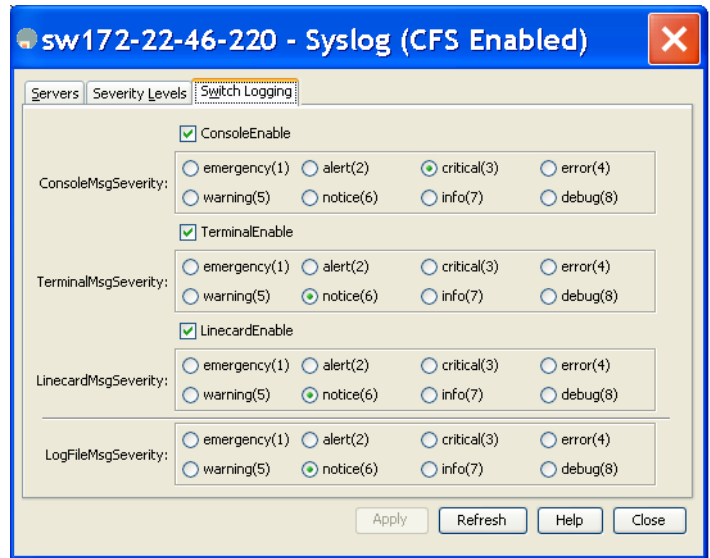 sw172-22-46-220 - Syslog (CFS Enabled)
Servers Severity Levels Switch Logging
ConsoleEnable
ConsoleMsgSeverity:
emergency(1) alert(2) critical(3) error(4)
warning(5) notice(6) info(7) debug(8)
TerminalEnable
TerminalMsgSeverity:
emergency(1) alert(2) critical(3) error(4)
warning(5) notice(6) info(7) debug(8)
LinecardEnable
LinecardMsgSeverity:
emergency(1) alert(2) critical(3) error(4)
warning(5) notice(6) info(7) debug(8)
LogFileMsgSeverity:
emergency(1) alert(2) critical(3) error(4)
warning(5) notice(6) info(7) debug(8)
Apply Refresh Help Close